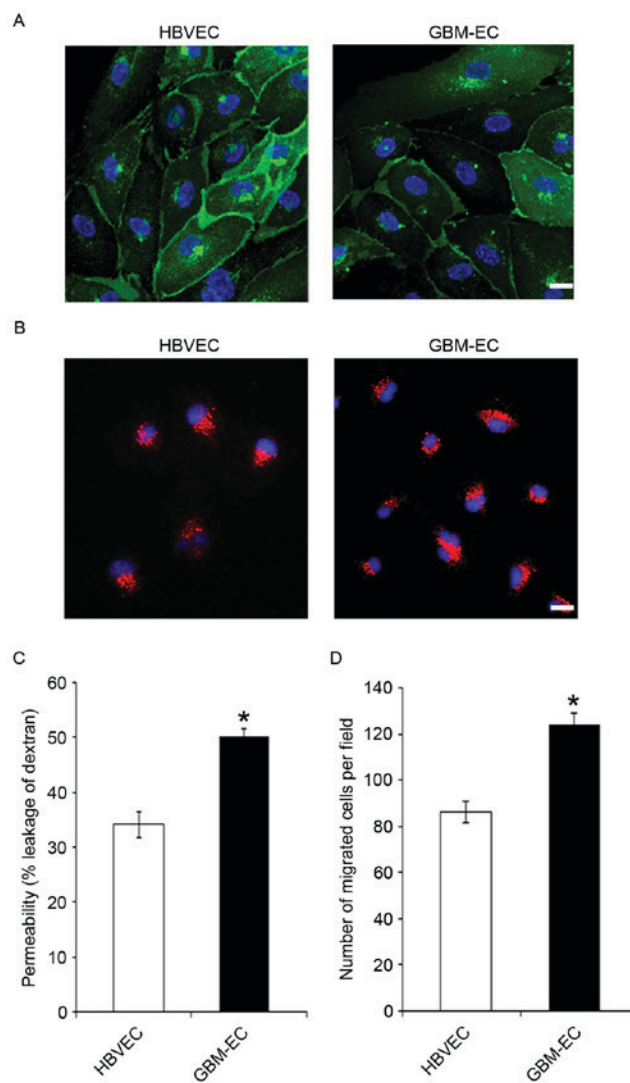 A
HBVEC
GBM-EC
B
HBVEC
GBM-EC
C
Permeability (% leakage of dextran)
60
50
40
30
20
10
0
*
HBVEC
GBM-EC
D
Number of migrated cells per field
140
120
100
80
60
40
20
0
*
HBVEC
GBM-EC